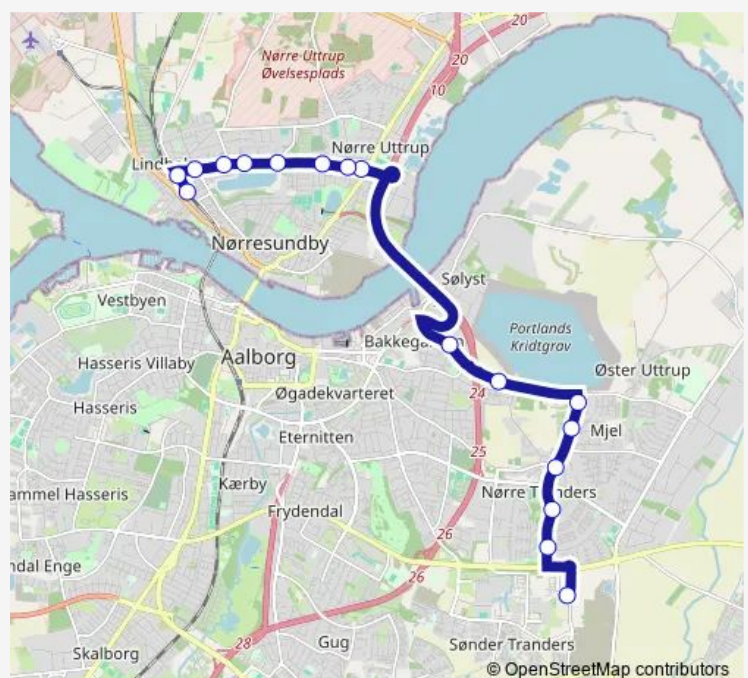 20
Nørre Uttrup
Øvelsesplads
20
10
Nørre Uttrup
Nørresundby
Sølyst
Vestbyen
Portlands
Kridtgrav
Aalborg
Hasseris Villaby
Øster Uttrup
Øgadekvarteret
24
Hasseris
Mjel
Eternitten
25
Kærby
ammel Hasseris
Frydendal
26
ndal Enge
26
28
Gug
Sønder Tranders
Skalborg
© OpenStreetMap contributors